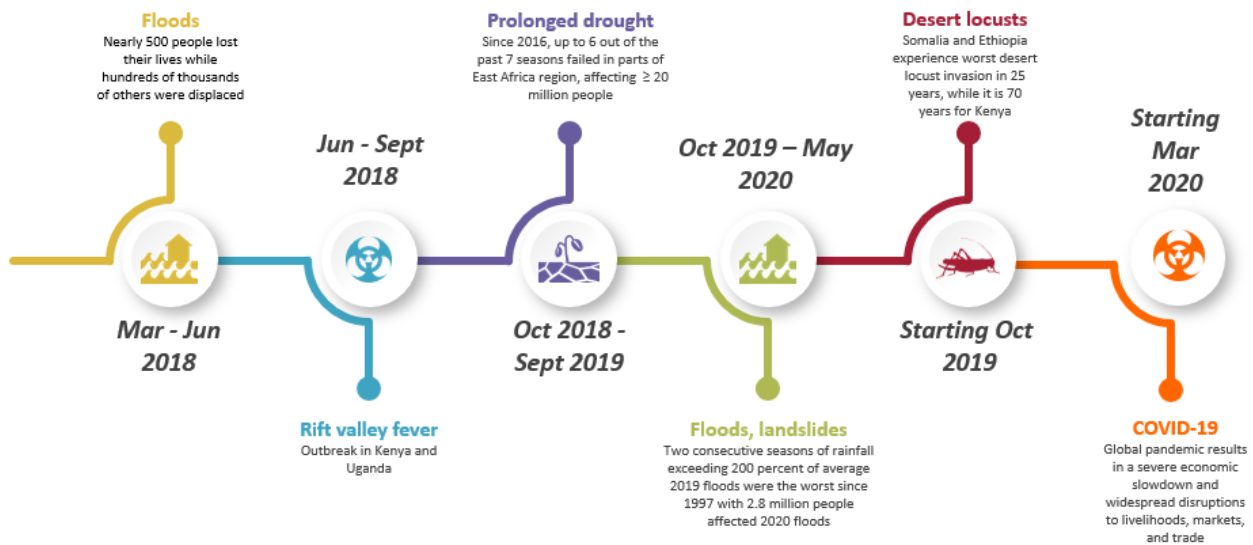 Floods
Nearly 500 people lost
their lives while
hundreds of thousands
of others were displaced
Mar - Jun
2018
Jun - Sept
2018
Rift valley fever
Outbreak in Kenya and
Uganda
Prolonged drought
Since 2016, up to 6 out of the
past 7 seasons failed in parts of
East Africa region, affecting ≥ 20
million people
Oct 2018 -
Sept 2019
Oct 2019 – May
2020
Floods, landslides
Two consecutive seasons of rainfall
exceeding 200 percent of average
2019 floods were the worst since
1997 with 2.8 million people
affected 2020 floods
Desert locusts
Somalia and Ethiopia
experience worst desert
locust invasion in 25
years, while it is 70
years for Kenya
Starting Oct
2019
Starting
Mar
2020
COVID-19
Global pandemic results
in a severe economic
slowdown and
widespread disruptions
to livelihoods, markets,
and trade